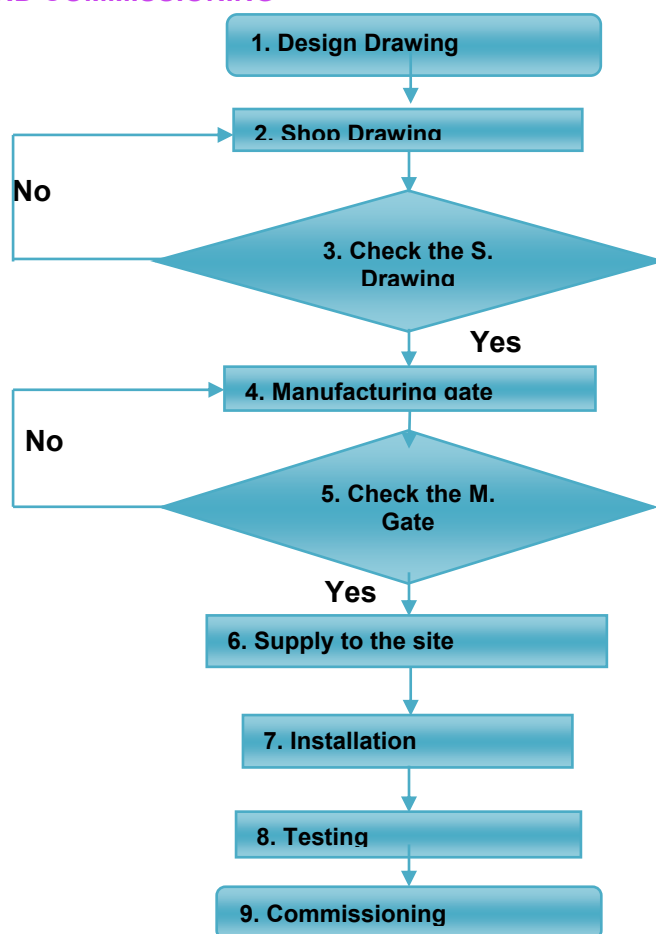 1. Design Drawing
2. Shop Drawing
No
3. Check the S.
Drawing
Yes
4. Manufacturing gate
No
5. Check the M.
Gate
Yes
6. Supply to the site
7. Installation
8. Testing
9. Commissioning